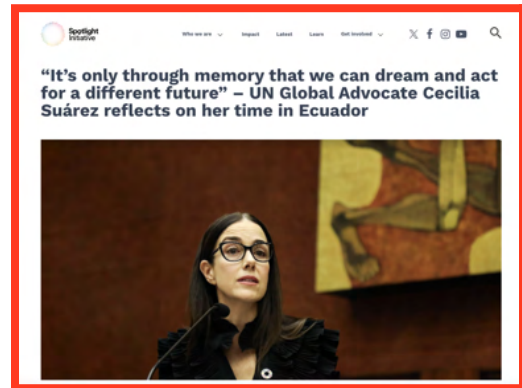 Spotlight
Initiative
Who we are
Impact
Latest
Learn
Get involved
“It’s only through memory that we can dream and act
for a different future” – UN Global Advocate Cecilia
Suárez reflects on her time in Ecuador